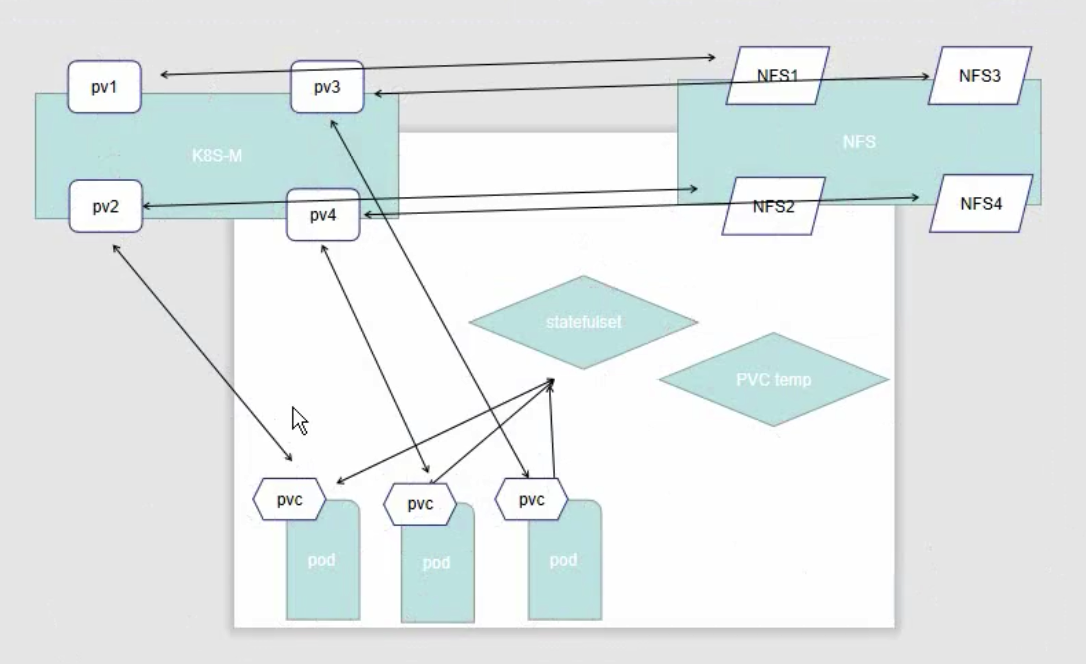 pv1
pv3
NFS1
NFS3
K8S-M
NFS
pv2
pv4
NFS2
NFS4
statefulset
PVC temp
pvc
pvc
pvc
pod
pod
pod